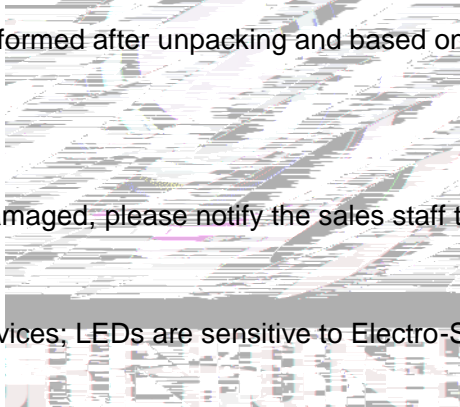 formed after unpacking and based on
maged, please notify the sales staff t
vices; LEDs are sensitive to Electro-S